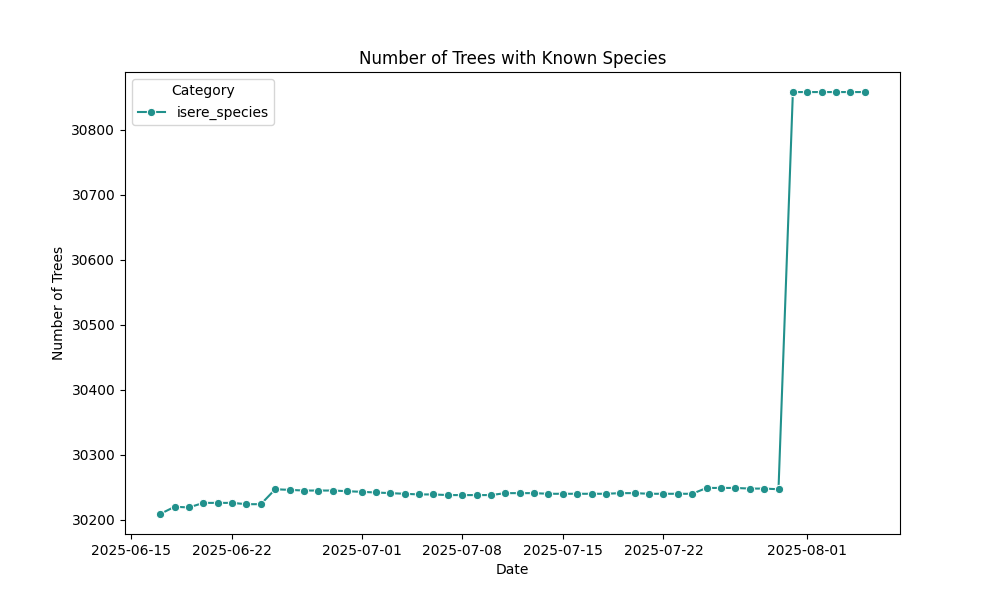 Number of Trees with Known Species
Category
isere_species
30800
30700
30600
30500
30400
30300
30200
Number of Trees
2025-06-15
2025-06-22
2025-07-01
2025-07-08
2025-07-15
2025-07-22
2025-08-01
Date